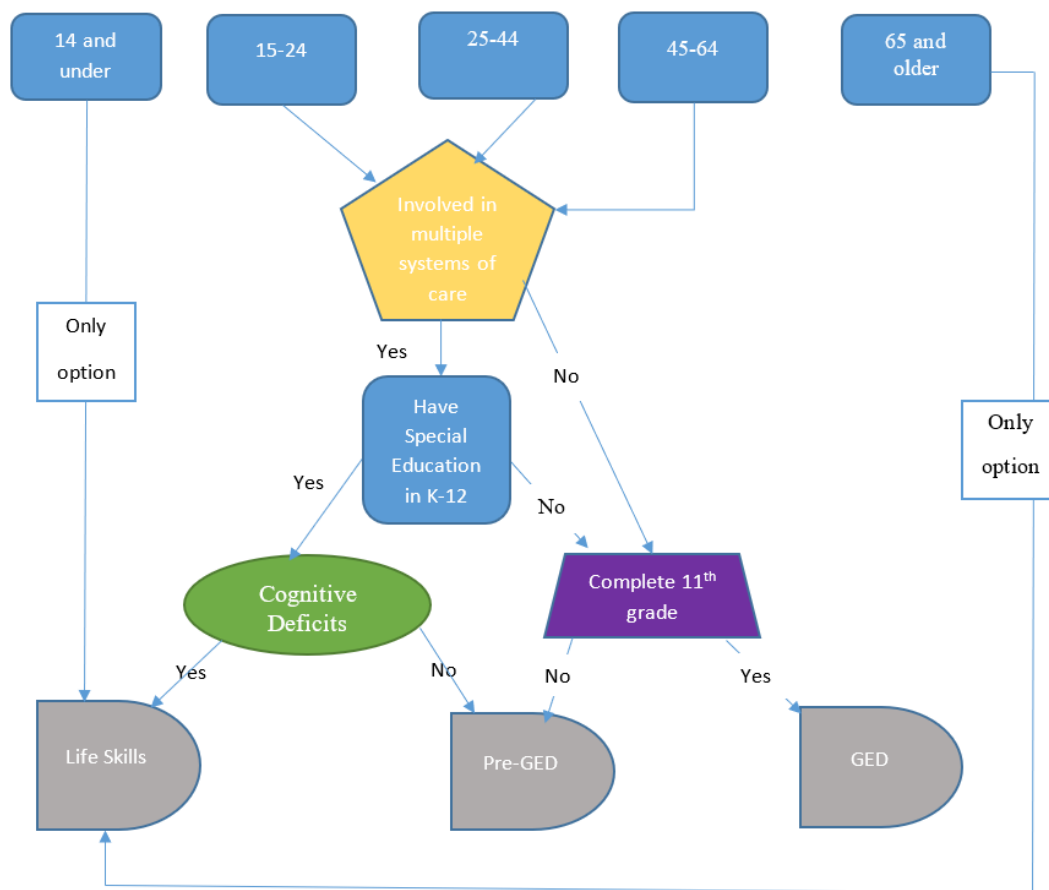 14 and
under
15-24
25-44
45-64
65 and
older
Involved in
multiple
systems of
care
Yes
No
Only
option
Have
Special
Education
in K-12
Only
option
Yes
No
Cognitive
Deficits
Complete 11th
grade
Yes
No
No
Yes
Life Skills
Pre-GED
GED